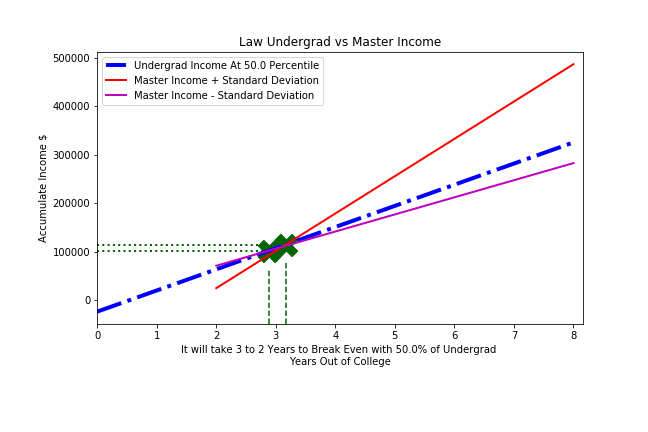 Law Undergrad vs Master Income
Undergrad Income At 50.0 Percentile
Master Income + Standard Deviation
Master Income - Standard Deviation
Accumulate Income $
500000
400000
300000
200000
100000
0
0 1 2 3 4 5 6 7 8
It will take 3 to 2 Years to Break Even with 50.0% of Undergrad
Years Out of College